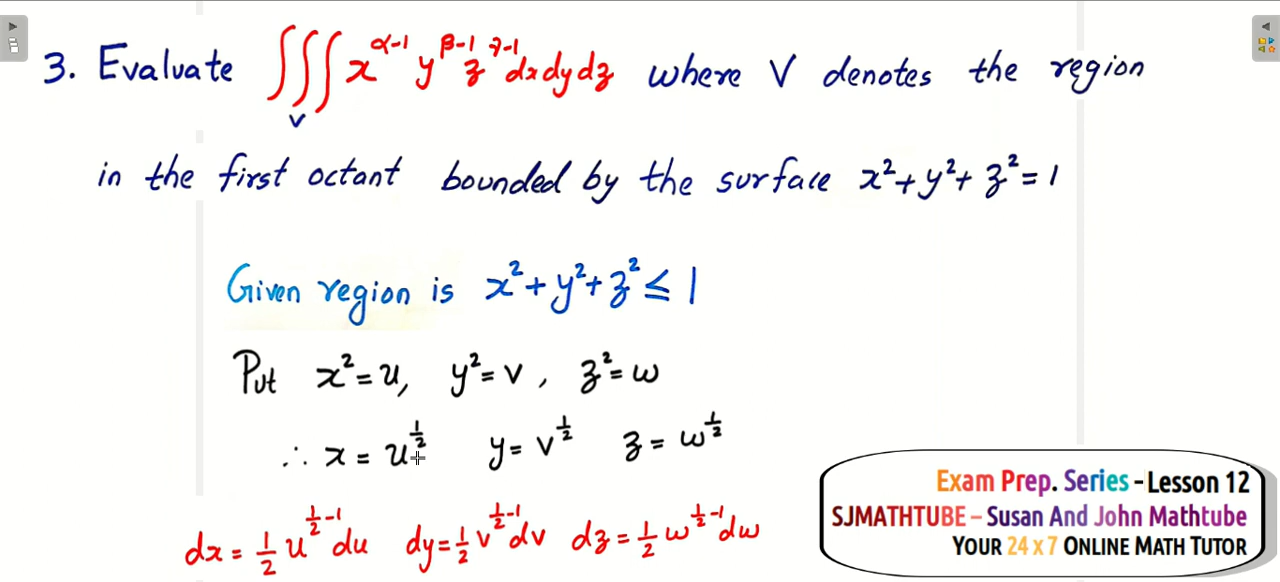 3. Evaluate ∭_V x^(α-1) y^(β-1) z^(γ-1) dx dy dz where V denotes the region
in the first octant bounded by the surface x² + y² + z² = 1
Given region is x² + y² + z² ≤ 1
Put x² = u, y² = v, z² = w
∴ x = u^(1/2) y = v^(1/2) z = w^(1/2)
dx = 1/2 u^(1/2-1) du dy = 1/2 v^(1/2-1) dv dz = 1/2 w^(1/2-1) dw
Exam Prep. Series - Lesson 12
SJMATHTUBE – Susan And John Mathtube
YOUR 24 x 7 ONLINE MATH TUTOR